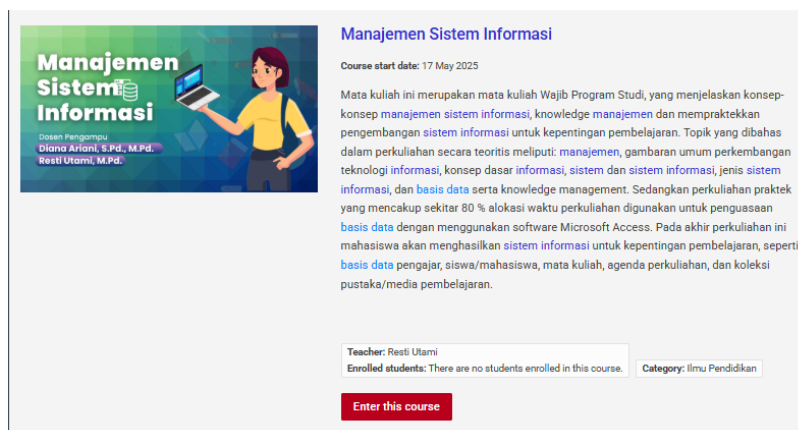 Manajemen
Sistem
Informasi
Dosen Pengampu
Diana Ariani, S.Pd., M.Pd.
Resti Utami, M.Pd.
Manajemen Sistem Informasi
Course start date: 17 May 2025
Mata kuliah ini merupakan mata kuliah Wajib Program Studi, yang menjelaskan konsep-
konsep manajemen sistem informasi, knowledge manajemen dan mempraktekkan
pengembangan sistem informasi untuk kepentingan pembelajaran. Topik yang dibahas
dalam perkuliahan secara teoritis meliputi: manajemen, gambaran umum perkembangan
teknologi informasi, konsep dasar informasi, sistem dan sistem informasi, jenis sistem
informasi, dan basis data serta knowledge management. Sedangkan perkuliahan praktek
yang mencakup sekitar 80 % alokasi waktu perkuliahan digunakan untuk penguasaan
basis data dengan menggunakan software Microsoft Access. Pada akhir perkuliahan ini
mahasiswa akan menghasilkan sistem informasi untuk kepentingan pembelajaran, seperti
basis data pengajar, siswa/mahasiswa, mata kuliah, agenda perkuliahan, dan koleksi
pustaka/media pembelajaran.
Teacher: Resti Utami
Enrolled students: There are no students enrolled in this course.
Category: Ilmu Pendidikan
Enter this course